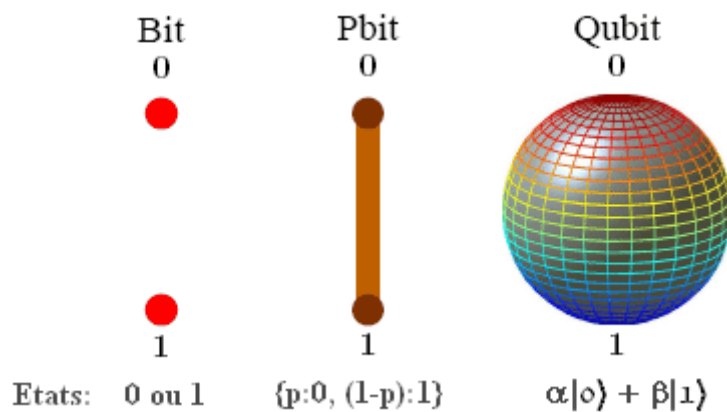 Bit Pbit Qubit
0 0 0
1 1 1
Etats: 0 ou 1 {p:0, (1-p):1} α|0⟩ + β|1⟩